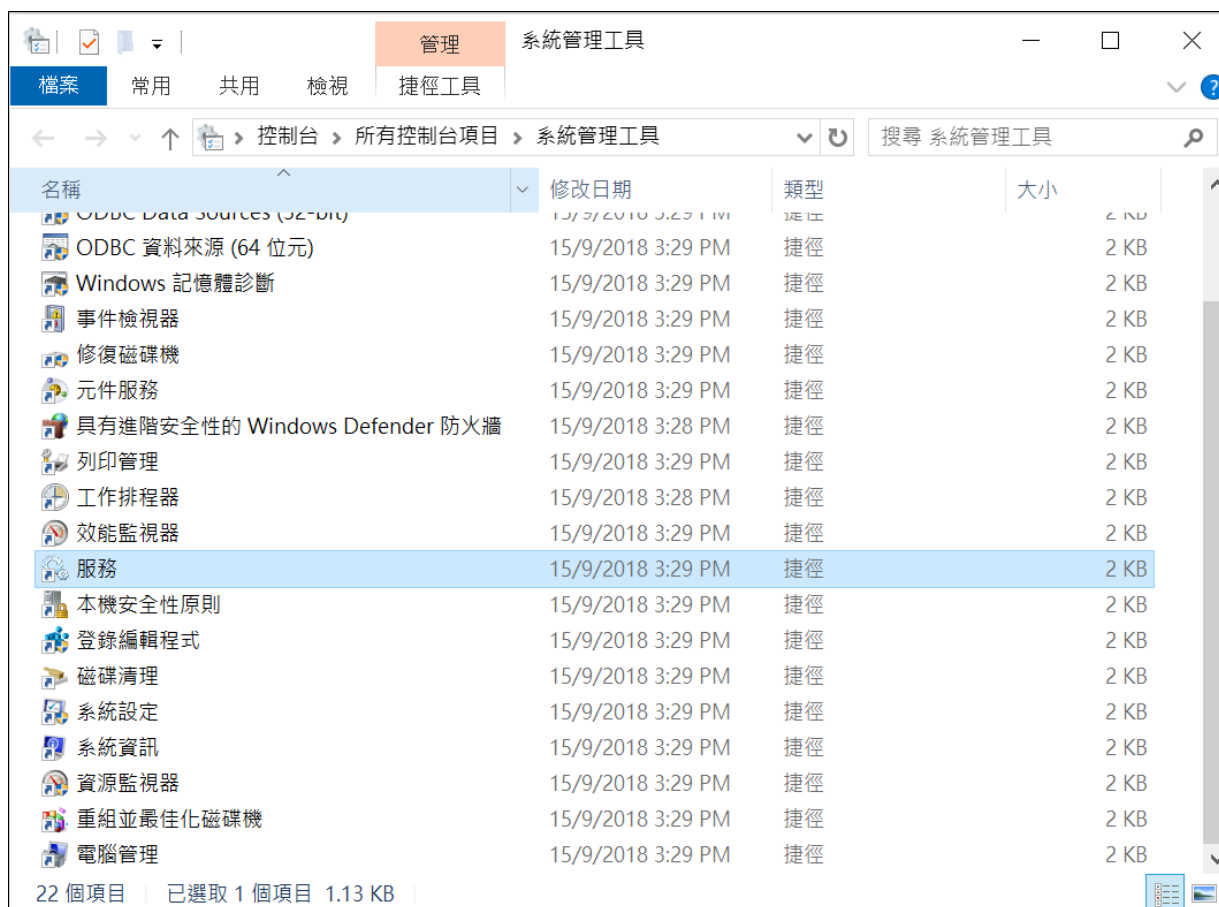 管理 系統管理工具
檔案 常用 共用 檢視 捷徑工具
控制台 所有控制台項目 系統管理工具 搜尋 系統管理工具
名稱 修改日期 類型 大小
ODBC Data Sources (32-bit) 15/9/2018 3:29 PM 捷徑 2 KB
ODBC 資料來源 (64 位元) 15/9/2018 3:29 PM 捷徑 2 KB
Windows 記憶體診斷 15/9/2018 3:29 PM 捷徑 2 KB
事件檢視器 15/9/2018 3:29 PM 捷徑 2 KB
修復磁碟機 15/9/2018 3:29 PM 捷徑 2 KB
元件服務 15/9/2018 3:29 PM 捷徑 2 KB
具有進階安全性的 Windows Defender 防火牆 15/9/2018 3:28 PM 捷徑 2 KB
列印管理 15/9/2018 3:29 PM 捷徑 2 KB
工作排程器 15/9/2018 3:28 PM 捷徑 2 KB
效能監視器 15/9/2018 3:29 PM 捷徑 2 KB
服務 15/9/2018 3:29 PM 捷徑 2 KB
本機安全性原則 15/9/2018 3:29 PM 捷徑 2 KB
登錄編輯程式 15/9/2018 3:29 PM 捷徑 2 KB
磁碟清理 15/9/2018 3:29 PM 捷徑 2 KB
系統設定 15/9/2018 3:29 PM 捷徑 2 KB
系統資訊 15/9/2018 3:29 PM 捷徑 2 KB
資源監視器 15/9/2018 3:29 PM 捷徑 2 KB
重組並最佳化磁碟機 15/9/2018 3:29 PM 捷徑 2 KB
電腦管理 15/9/2018 3:29 PM 捷徑 2 KB
22 個項目 已選取 1 個項目 1.13 KB